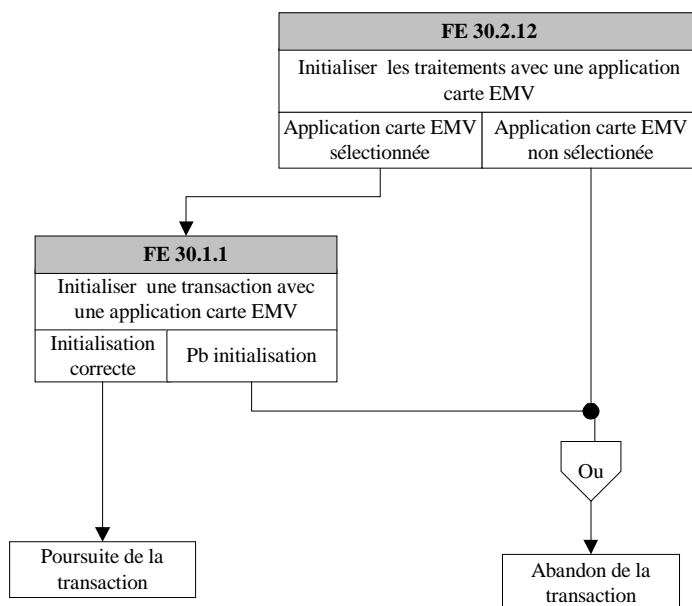 FE 30.2.12
Initialiser les traitements avec une application
carte EMV
Application carte EMV
sélectionnée
Application carte EMV
non sélectionée
FE 30.1.1
Initialiser une transaction avec
une application carte EMV
Initialisation
correcte
Pb initialisation
Ou
Poursuite de la
transaction
Abandon de la
transaction